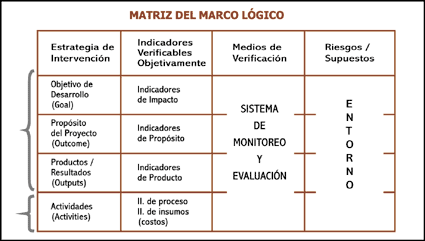 MATRIZ DEL MARCO LÓGICO
Estrategia de
Intervención
Indicadores
Verificables
Objetivamente
Medios de
Verificación
Riesgos /
Supuestos
Objetivo de
Desarrollo
(Goal)
Indicadores
de Impacto
Propósito
del Proyecto
(Outcome)
Indicadores
de Propósito
Productos /
Resultados
(Outputs)
Indicadores
de Producto
Actividades
(Activities)
II. de proceso
II. de insumos
(costos)
SISTEMA
DE
MONITOREO
Y
EVALUACIÓN
E
N
T
O
R
N
O